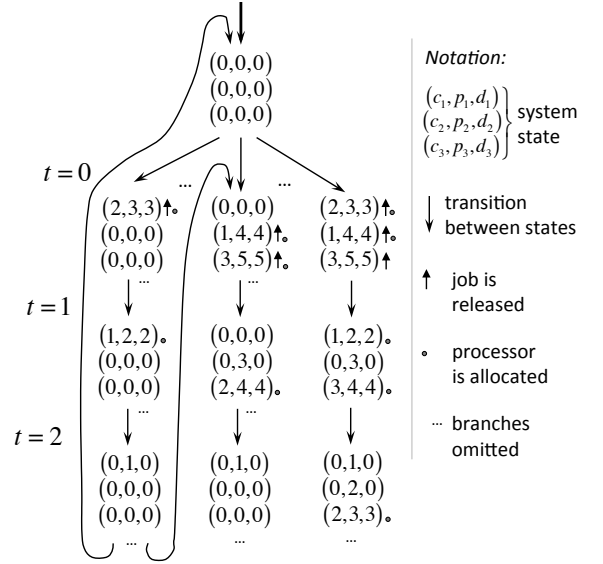 (0,0,0)
(0,0,0)
(0,0,0)
t=0
... ...
(2,3,3) (0,0,0) (2,3,3)
(0,0,0) (1,4,4) (1,4,4)
(0,0,0) (3,5,5) (3,5,5)
... ...
t=1
(1,2,2) (0,0,0) (1,2,2)
(0,0,0) (0,3,0) (0,3,0)
(0,0,0) (2,4,4) (3,4,4)
... ...
t=2
(0,1,0) (0,1,0) (0,1,0)
(0,0,0) (0,0,0) (0,2,0)
(0,0,0) (0,0,0) (2,3,3)
... ... ...
Notation:
(c₁,p₁,d₁)
(c₂,p₂,d₂)
(c₃,p₃,d₃)
system
state
transition
between states
job is
released
processor
is allocated
... branches
omitted